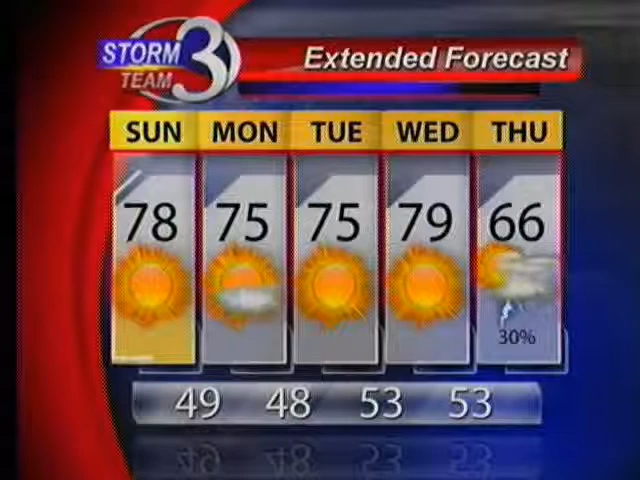 STORM 3
TEAM
Extended Forecast
SUN MON TUE WED THU
78 75 75 79 66
30%
49 48 53 53